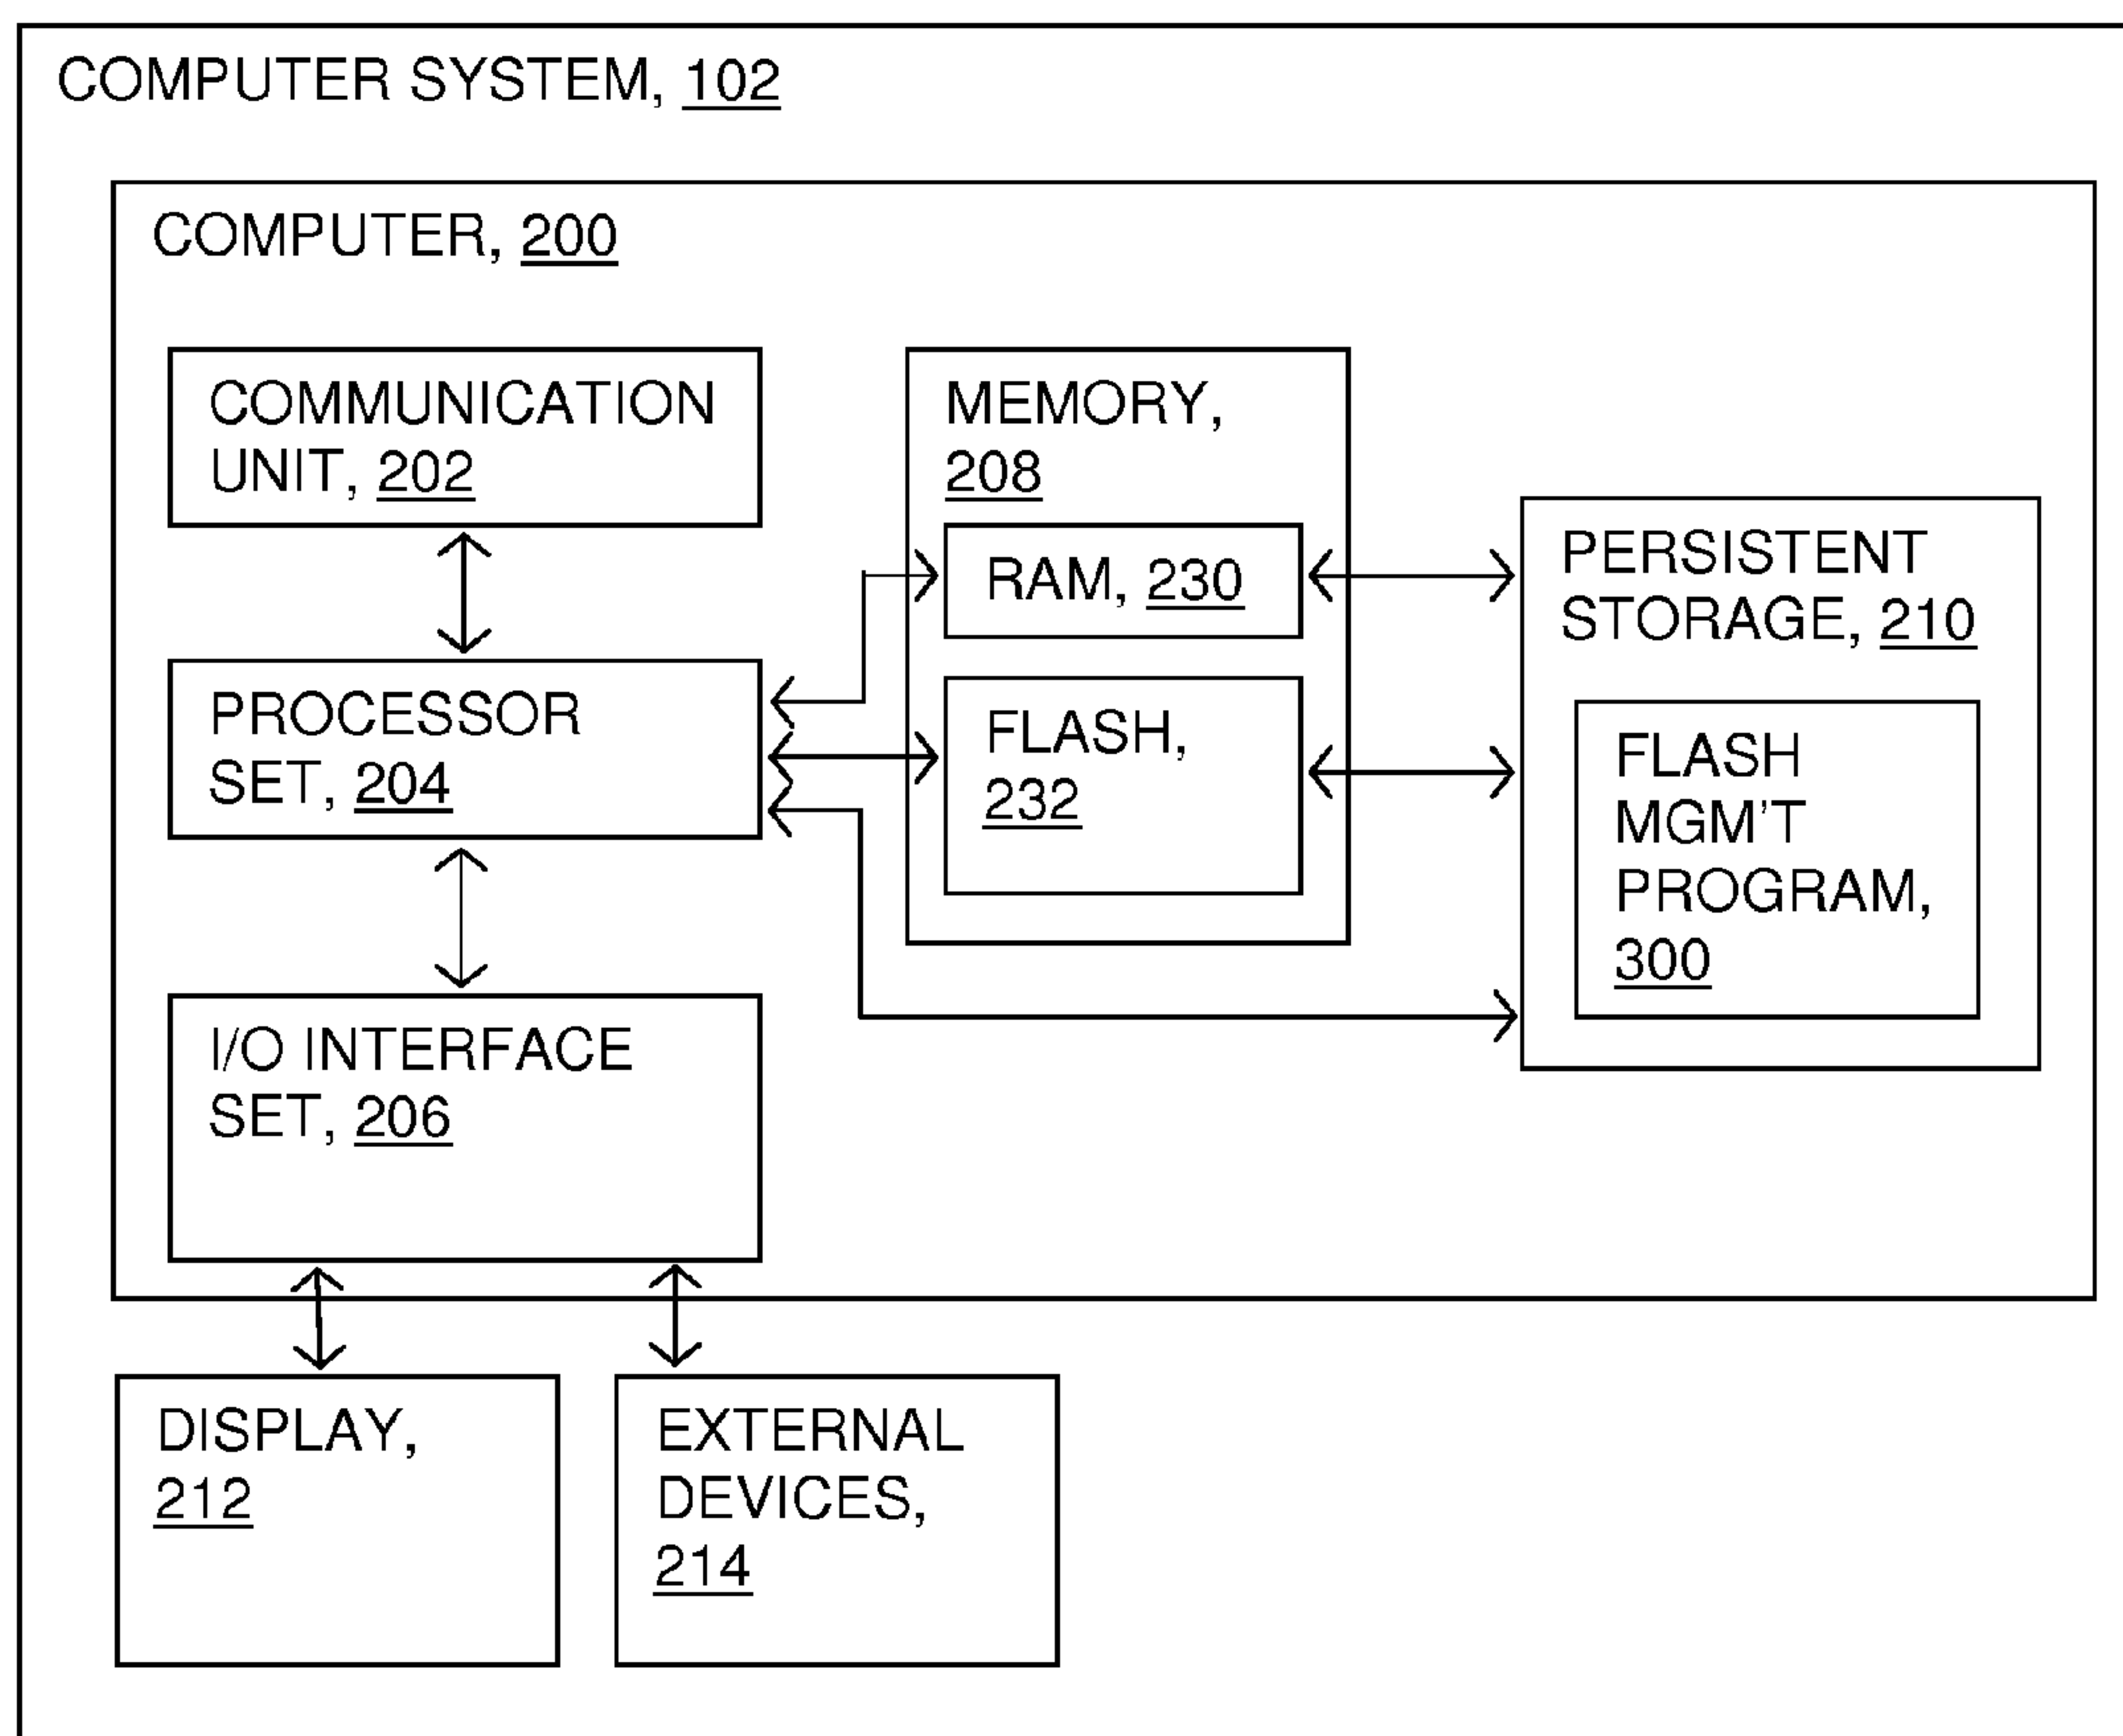 COMPUTER SYSTEM, 102
COMPUTER, 200
COMMUNICATION
UNIT, 202
PROCESSOR
SET, 204
I/O INTERFACE
SET, 206
MEMORY,
208
RAM, 230
FLASH,
232
PERSISTENT
STORAGE, 210
FLASH
MGM'T
PROGRAM,
300
DISPLAY,
212
EXTERNAL
DEVICES,
214